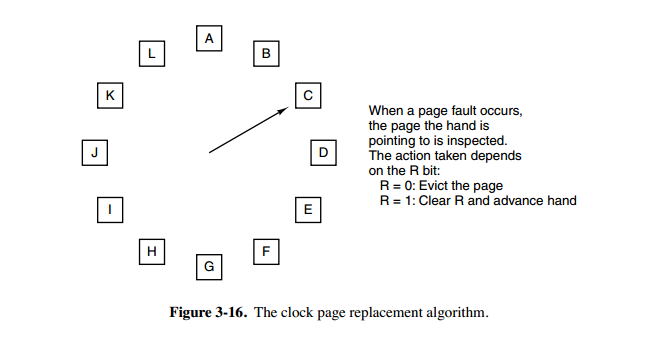 A
L
B
K
C
When a page fault occurs,
the page the hand is
pointing to is inspected.
The action taken depends
on the R bit:
R = 0: Evict the page
R = 1: Clear R and advance hand
J
D
I
E
H
F
G
Figure 3-16. The clock page replacement algorithm.